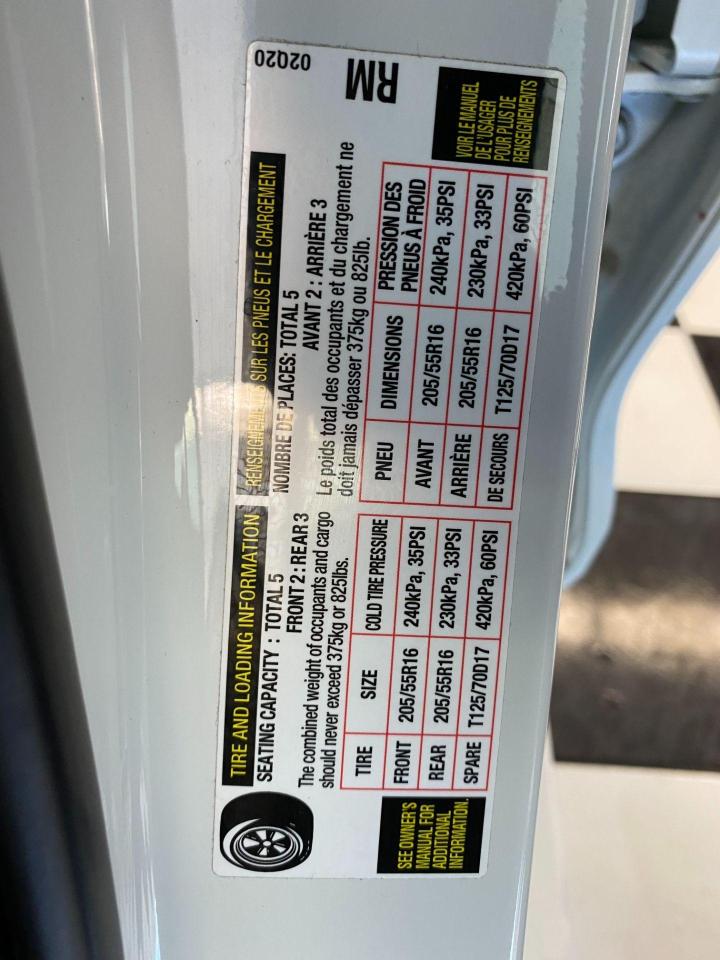 TIRE AND LOADING INFORMATION
SEATING CAPACITY : TOTAL 5
FRONT 2 : REAR 3
The combined weight of occupants and cargo
should never exceed 375kg or 825lbs.
TIRE SIZE COLD TIRE PRESSURE
FRONT 205/55R16 240kPa, 35PSI
REAR 205/55R16 230kPa, 33PSI
SPARE T125/70D17 420kPa, 60PSI
SEE OWNER'S
MANUAL FOR
ADDITIONAL
INFORMATION.
RENSEIGNEMENTS SUR LES PNEUS ET LE CHARGEMENT
NOMBRE DE PLACES: TOTAL 5
AVANT 2 : ARRIÈRE 3
Le poids total des occupants et du chargement ne
doit jamais dépasser 375kg ou 825lb.
PNEU DIMENSIONS PRESSION DES
PNEUS À FROID
AVANT 205/55R16 240kPa, 35PSI
ARRIÈRE 205/55R16 230kPa, 33PSI
DE SECOURS T125/70D17 420kPa, 60PSI
VOIR LE MANUEL
DE L'USAGER
POUR PLUS DE
RENSEIGNEMENTS
02Q20
RM